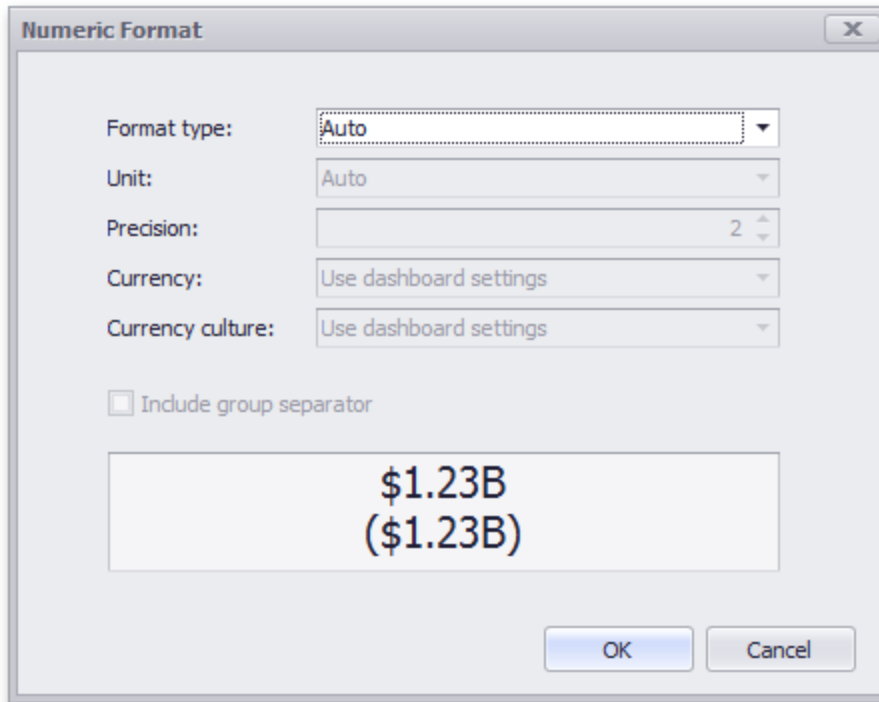 Numeric Format
Format type: Auto
Unit: Auto
Precision: 2
Currency: Use dashboard settings
Currency culture: Use dashboard settings
Include group separator
$1.23B
($1.23B)
OK Cancel